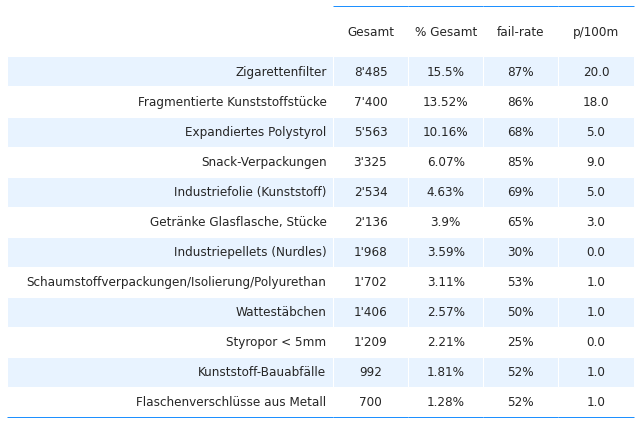 Gesamt % Gesamt fail-rate p/100m
Zigarettenfilter 8'485 15.5% 87% 20.0
Fragmentierte Kunststoffstücke 7'400 13.52% 86% 18.0
Expandiertes Polystyrol 5'563 10.16% 68% 5.0
Snack-Verpackungen 3'325 6.07% 85% 9.0
Industriefolie (Kunststoff) 2'534 4.63% 69% 5.0
Getränke Glasflasche, Stücke 2'136 3.9% 65% 3.0
Industriepellets (Nurdles) 1'968 3.59% 30% 0.0
Schaumstoffverpackungen/Isolierung/Polyurethan 1'702 3.11% 53% 1.0
Wattestäbchen 1'406 2.57% 50% 1.0
Styropor < 5mm 1'209 2.21% 25% 0.0
Kunststoff-Bauabfälle 992 1.81% 52% 1.0
Flaschenverschlüsse aus Metall 700 1.28% 52% 1.0